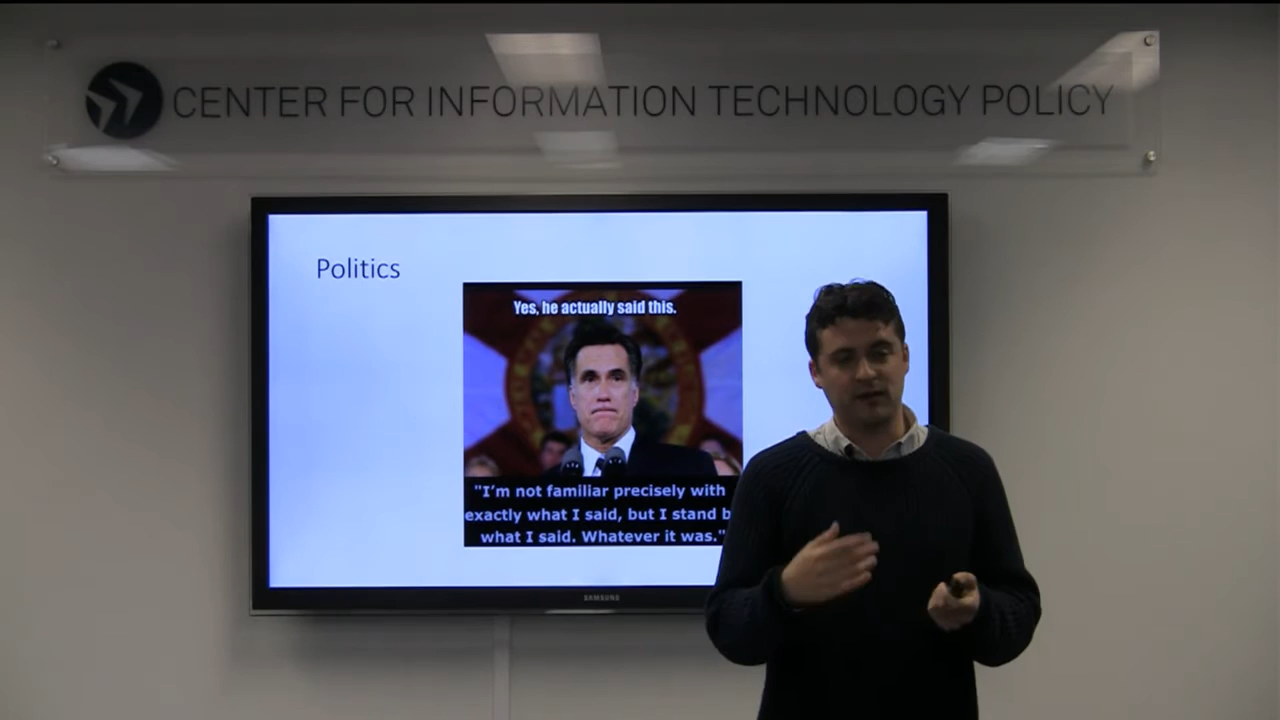 CENTER FOR INFORMATION TECHNOLOGY POLICY
Politics
Yes, he actually said this.
"I'm not familiar precisely with
exactly what I said, but I stand b
what I said. Whatever it was."
SAMSUNG